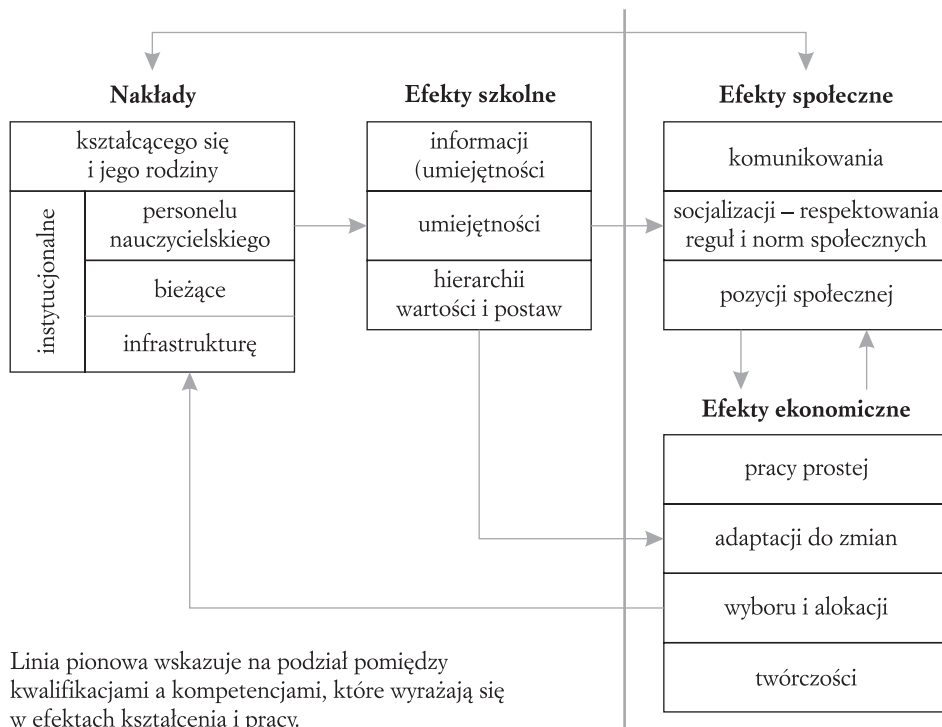 Nakłady
kształcącego się
i jego rodziny
instytucjonalne
personelu
nauczycielskiego
bieżące
infrastrukturę
Efekty szkolne
informacji
(umiejętności
umiejętności
hierarchii
wartości i postaw
Efekty społeczne
komunikowania
socjalizacji – respektowania
reguł i norm społecznych
pozycji społecznej
Efekty ekonomiczne
pracy prostej
adaptacji do zmian
wyboru i alokacji
twórczości
Linia pionowa wskazuje na podział pomiędzy
kwalifikacjami a kompetencjami, które wyrażają się
w efektach kształcenia i pracy.